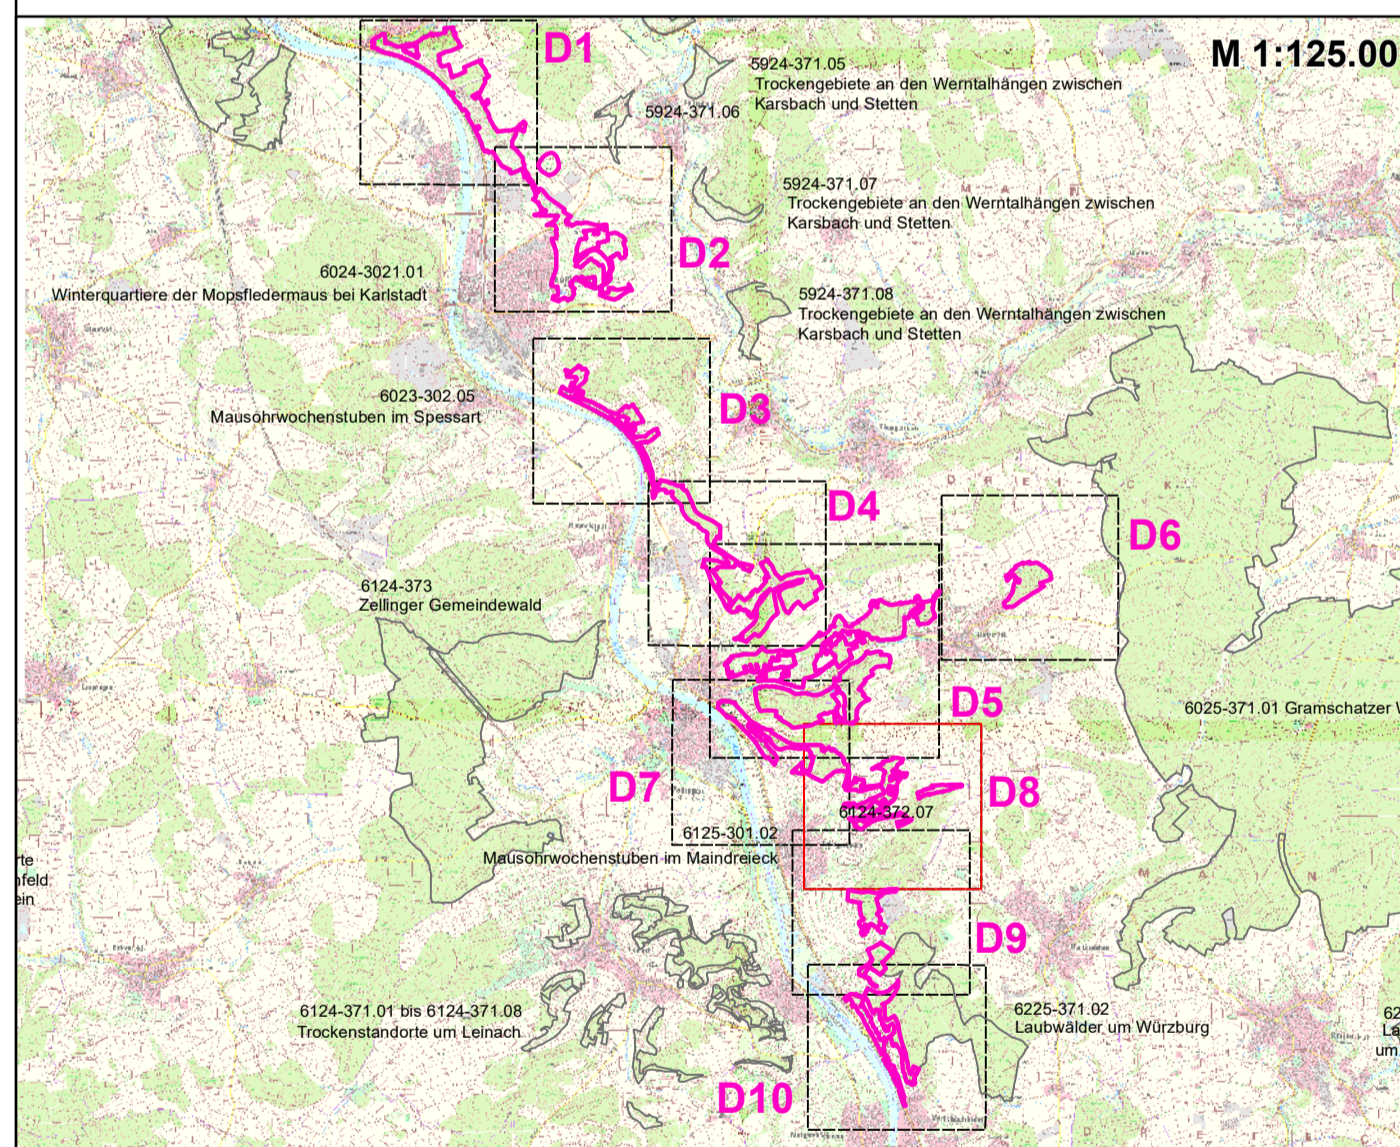 M 1:125.00
D1
5924-371.05
Trockengebiete an den Werntalhängen zwischen
Karsbach und Stetten
5924-371.06
5924-371.07
Trockengebiete an den Werntalhängen zwischen
Karsbach und Stetten
D2
6024-3021.01
Winterquartiere der Mopsfledermaus bei Karlstadt
5924-371.08
Trockengebiete an den Werntalhängen zwischen
Karsbach und Stetten
6023-302.05
Mausohrwochenstuben im Spessart
D3
D4
D6
6124-373
Zellinger Gemeindewald
D5
6025-371.01 Gramschatzer W
D7
D8
6124-372.07
6125-301.02
Mausohrwochenstuben im Maindreieck
rte
nfeld
ein
D9
6124-371.01 bis 6124-371.08
Trockenstandorte um Leinach
6225-371.02
Laubwälder um Würzburg
62
La
um
D10
M A I N
D R E I E C K
M A I N